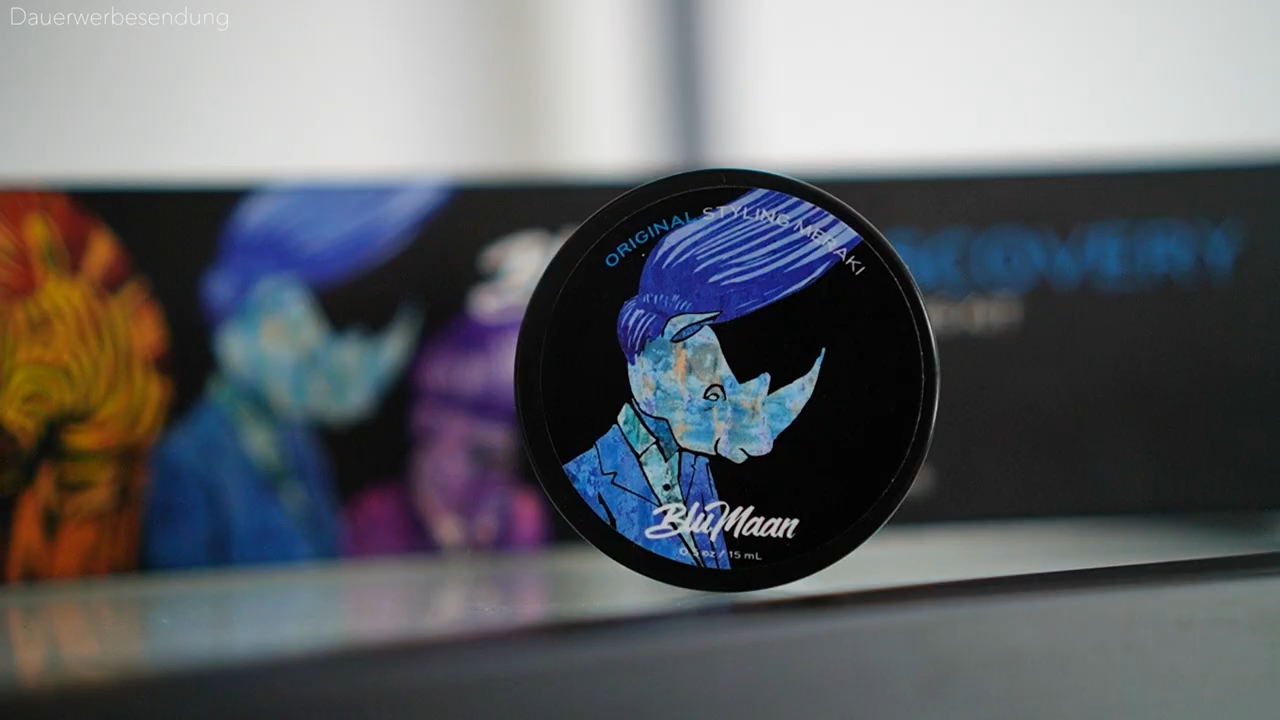 Dauerwerbesendung
ORIGINAL STYLING MERAKI
BluMaan
0.5 oz / 15 mL